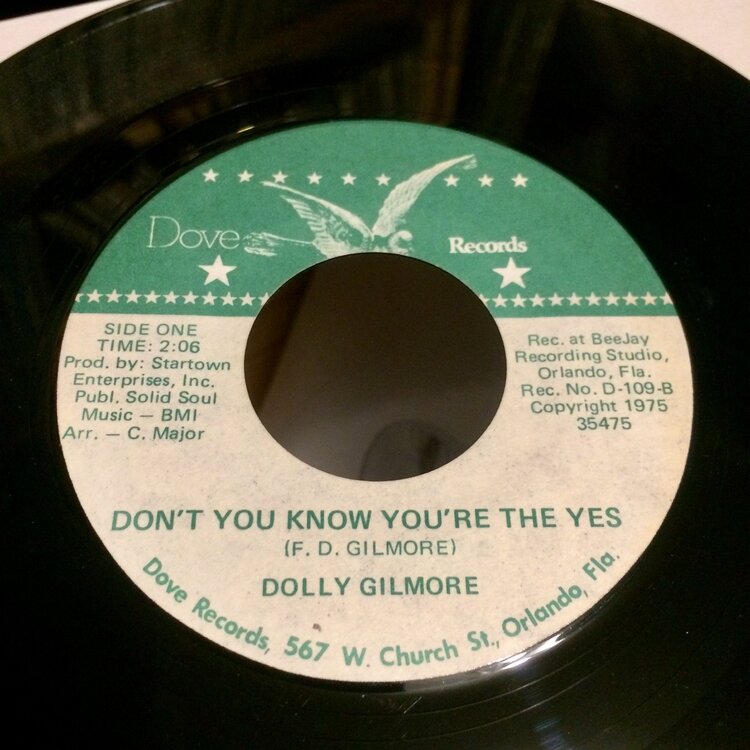 Dove Records
SIDE ONE
TIME: 2:06
Prod. by: Startown
Enterprises, Inc.
Publ. Solid Soul
Music — BMI
Arr. — C. Major
Rec. at BeeJay
Recording Studio,
Orlando, Fla.
Rec. No. D-109-B
Copyright 1975
35475
DON'T YOU KNOW YOU'RE THE YES
(F. D. GILMORE)
DOLLY GILMORE
Dove Records, 567 W. Church St., Orlando, Fla.